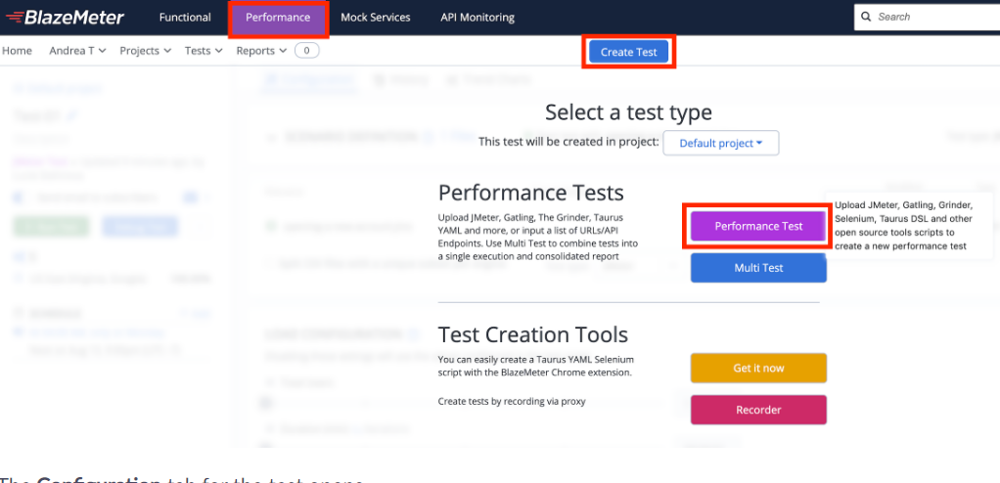 BlazeMeter Functional Performance Mock Services API Monitoring Search
Home Andrea T Projects Tests Reports 0 Create Test
Select a test type
This test will be created in project: Default project
Performance Tests
Upload JMeter, Gatling, The Grinder, Taurus
YAML and more, or input a list of URLs/API
Endpoints. Use Multi Test to combine tests into
a single execution and consolidated report
Performance Test
Multi Test
Upload JMeter, Gatling, Grinder,
Selenium, Taurus DSL and other
open source tools scripts to
create a new performance test
Test Creation Tools
You can easily create a Taurus YAML Selenium
script with the BlazeMeter Chrome extension.
Get it now
Create tests by recording via proxy
Recorder
The Configuration tab for the test opens